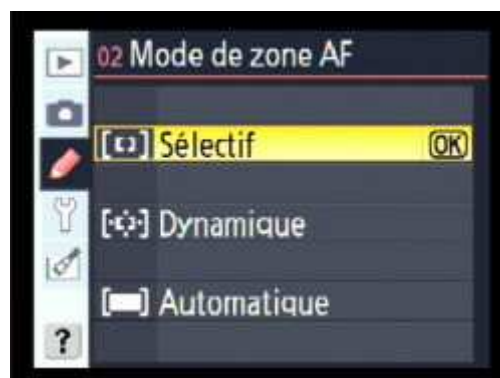 02 Mode de zone AF
Sélectif OK
Dynamique
Automatique
?